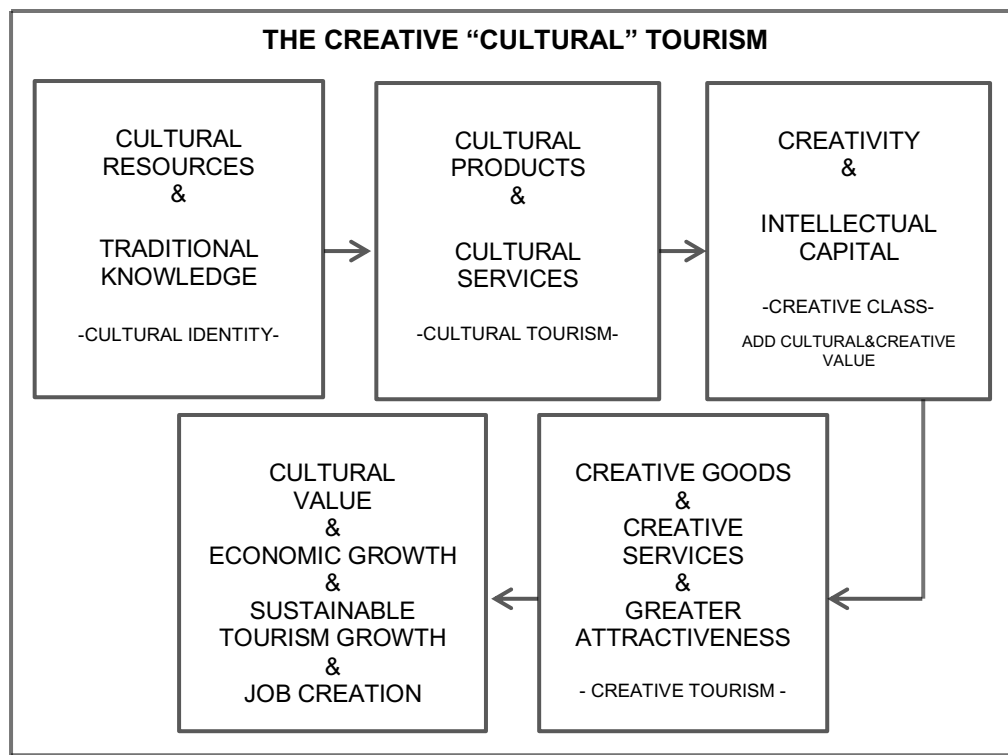 THE CREATIVE “CULTURAL” TOURISM
CULTURAL
RESOURCES
&
TRADITIONAL
KNOWLEDGE
-CULTURAL IDENTITY-
CULTURAL
PRODUCTS
&
CULTURAL
SERVICES
-CULTURAL TOURISM-
CREATIVITY
&
INTELLECTUAL
CAPITAL
-CREATIVE CLASS-
ADD CULTURAL&CREATIVE
VALUE
CREATIVE GOODS
&
CREATIVE
SERVICES
&
GREATER
ATTRACTIVENESS
- CREATIVE TOURISM -
CULTURAL
VALUE
&
ECONOMIC GROWTH
&
SUSTAINABLE
TOURISM GROWTH
&
JOB CREATION